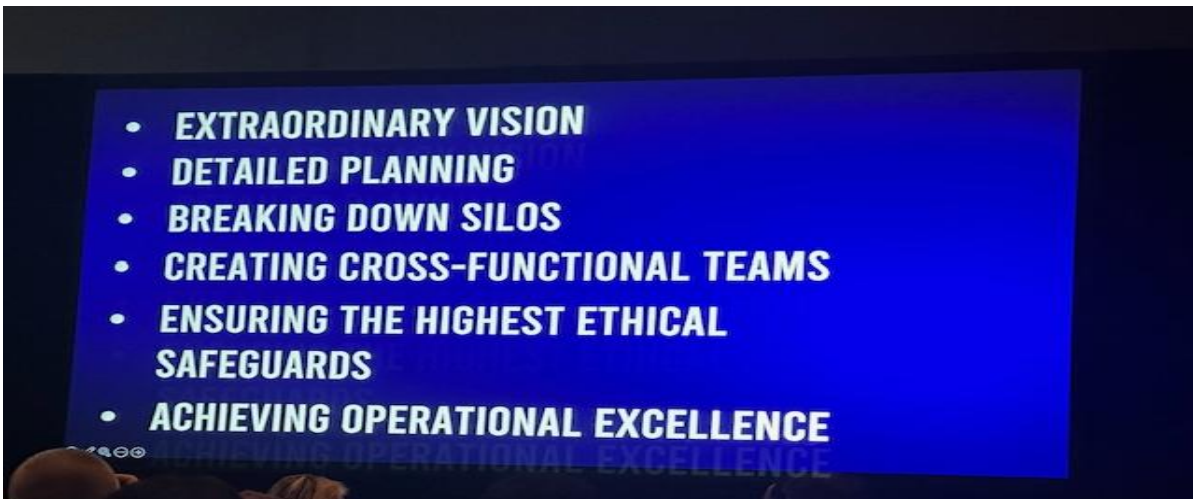 • EXTRAORDINARY VISION
• DETAILED PLANNING
• BREAKING DOWN SILOS
• CREATING CROSS-FUNCTIONAL TEAMS
• ENSURING THE HIGHEST ETHICAL
SAFEGUARDS
• ACHIEVING OPERATIONAL EXCELLENCE